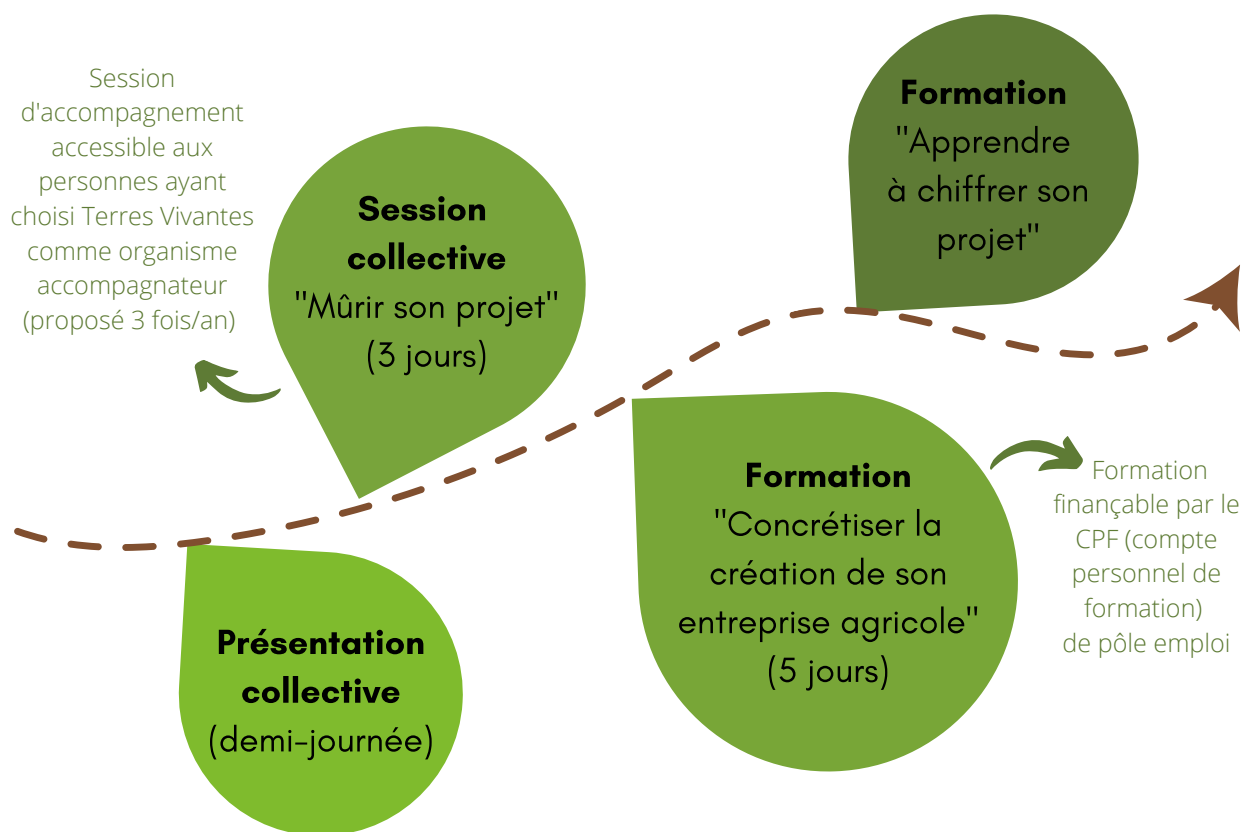 Session
d'accompagnement
accessible aux
personnes ayant
choisi Terres Vivantes
comme organisme
accompagnateur
(proposé 3 fois/an)
Session
collective
"Mûrir son projet"
(3 jours)
Formation
"Apprendre
à chiffrer son
projet"
Présentation
collective
(demi-journée)
Formation
"Concrétiser la
création de son
entreprise agricole"
(5 jours)
Formation
finançable par le
CPF (compte
personnel de
formation)
de pôle emploi